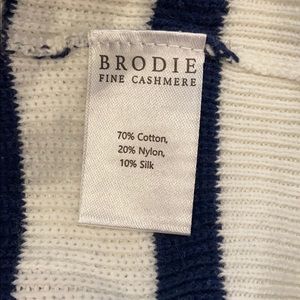 BRODIE
FINE CASHMERE
70% Cotton,
20% Nylon,
10% Silk